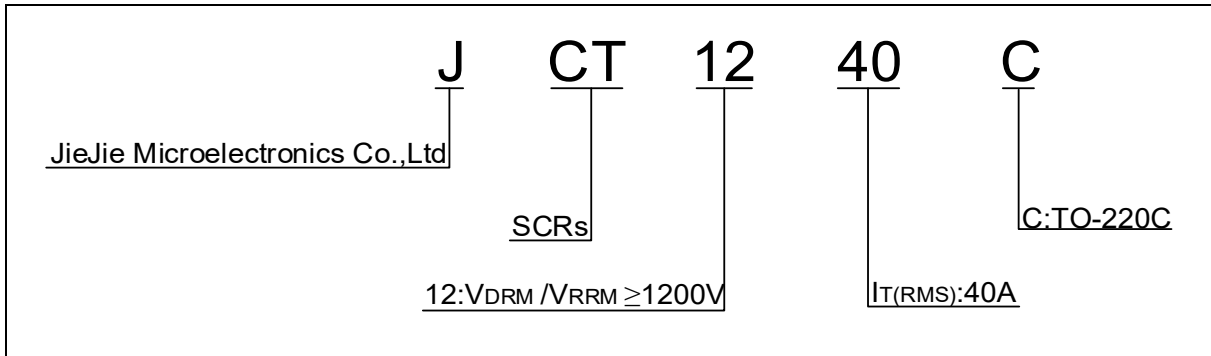 J CT 12 40 C
JieJie Microelectronics Co.,Ltd
SCRs
C:TO-220C
12:VDRM /VRRM ≥1200V
IT(RMS):40A